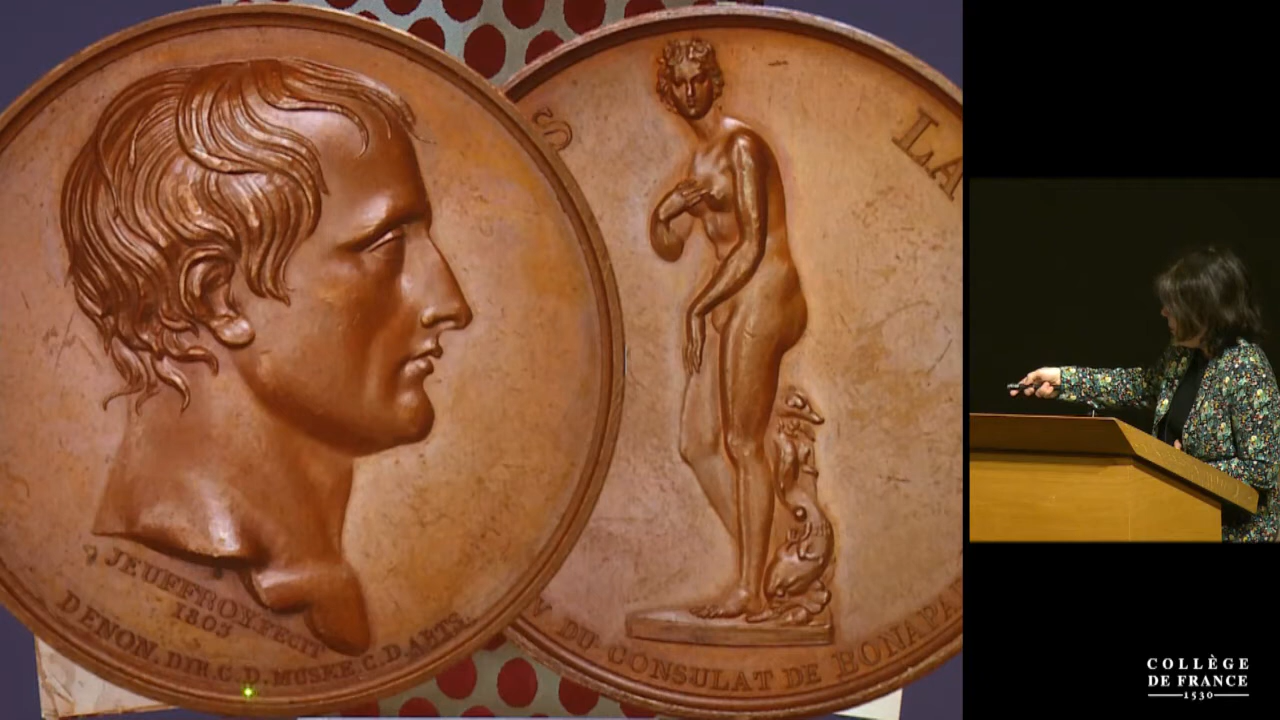 JEUFFROY FECIT
1803
DENON. DIR. G. D. MUSEE C. D. ARTS.
S LA
DU CONSULAT DE BONAPA
COLLÈGE
DE FRANCE
1530